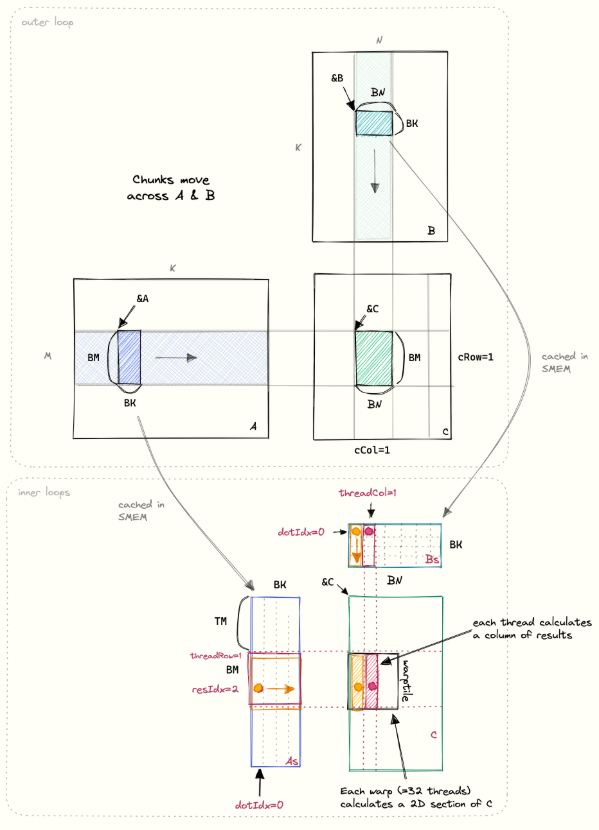 outer loop
N
&B
BN
BK
K
Chunks move
across A & B
B
K
&A
&C
M
BM
BM
cRow=1
cached in
SMEM
BK
BN
A
C
cCol=1
inner loops
threadCol=1
cached in
SMEM
dotIdx=0
BK
Bs
BK
&C
BN
TM
each thread calculates
a column of results
threadRow=1
BM
warptile
resIdx=2
C
As
Each warp (=32 threads)
calculates a 2D section of C
dotIdx=0